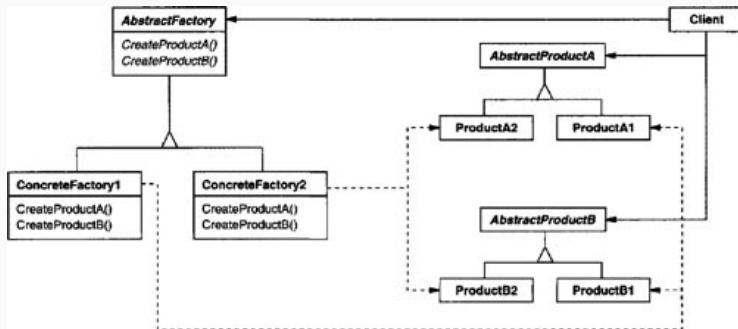 AbstractFactory
CreateProductA()
CreateProductB()
Client
AbstractProductA
ProductA2
ProductA1
ConcreteFactory1
CreateProductA()
CreateProductB()
ConcreteFactory2
CreateProductA()
CreateProductB()
AbstractProductB
ProductB2
ProductB1